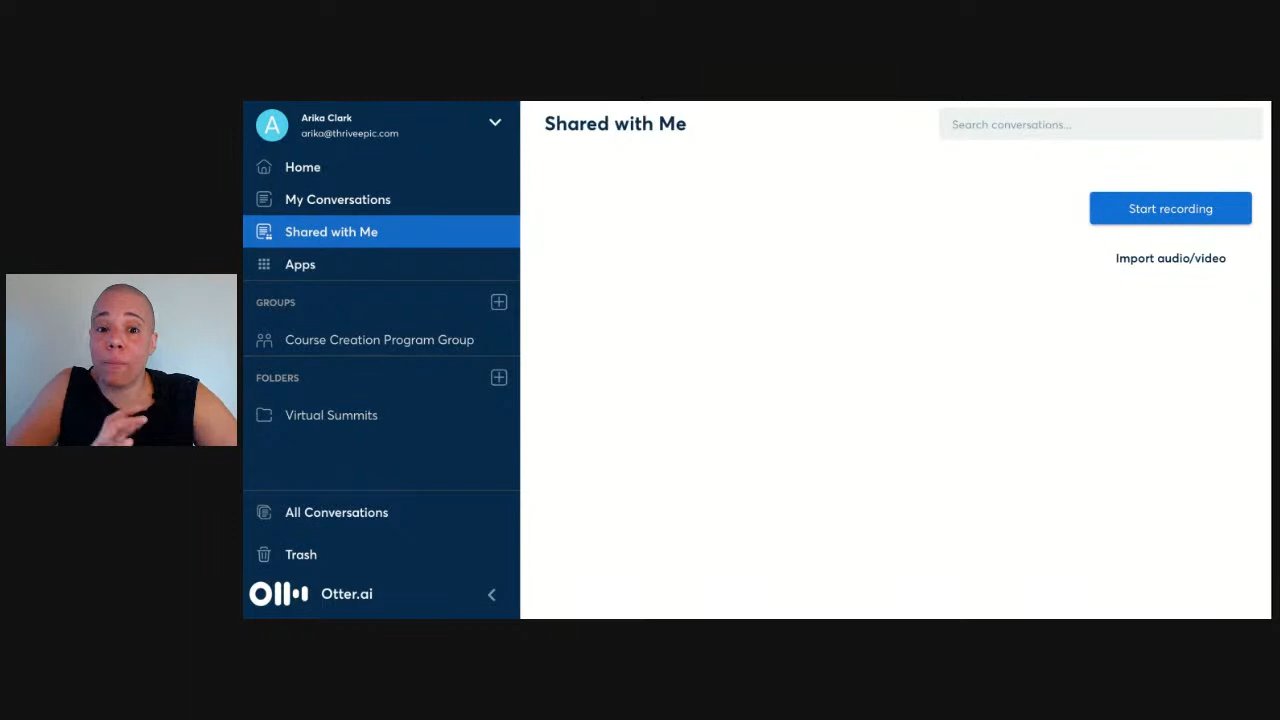 A
Arika Clark
arika@thriveepic.com
Home
My Conversations
Shared with Me
Apps
GROUPS
Course Creation Program Group
FOLDERS
Virtual Summits
All Conversations
Trash
Otter.ai
Shared with Me
Search conversations...
Start recording
Import audio/video